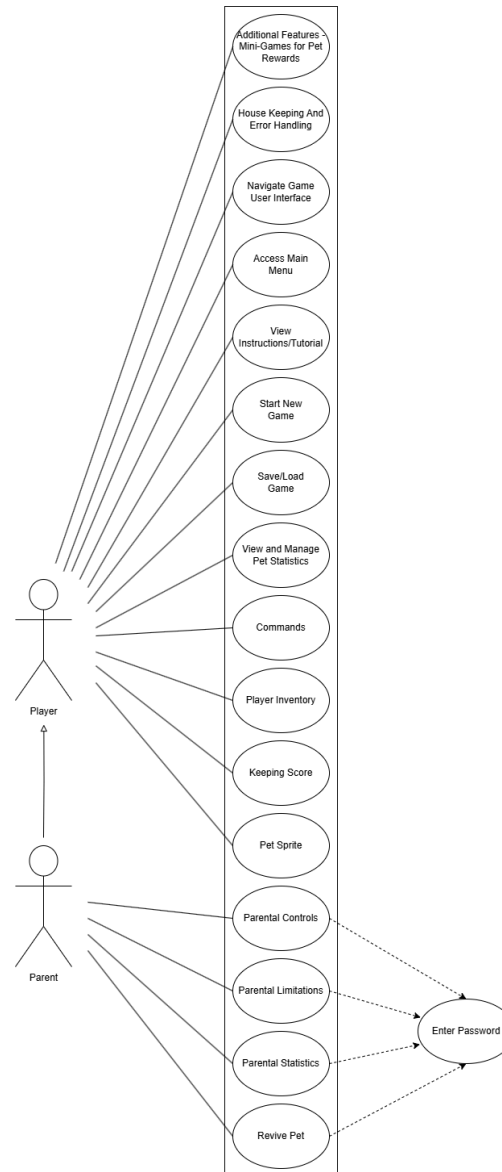 Additional Features -
Mini-Games for Pet
Rewards
House Keeping And
Error Handling
Navigate Game
User Interface
Access Main
Menu
View
Instructions/Tutorial
Start New
Game
Save/Load
Game
View and Manage
Pet Statistics
Commands
Player Inventory
Player
Keeping Score
Pet Sprite
Parental Controls
Parent
Parental Limitations
Enter Password
Parental Statistics
Revive Pet